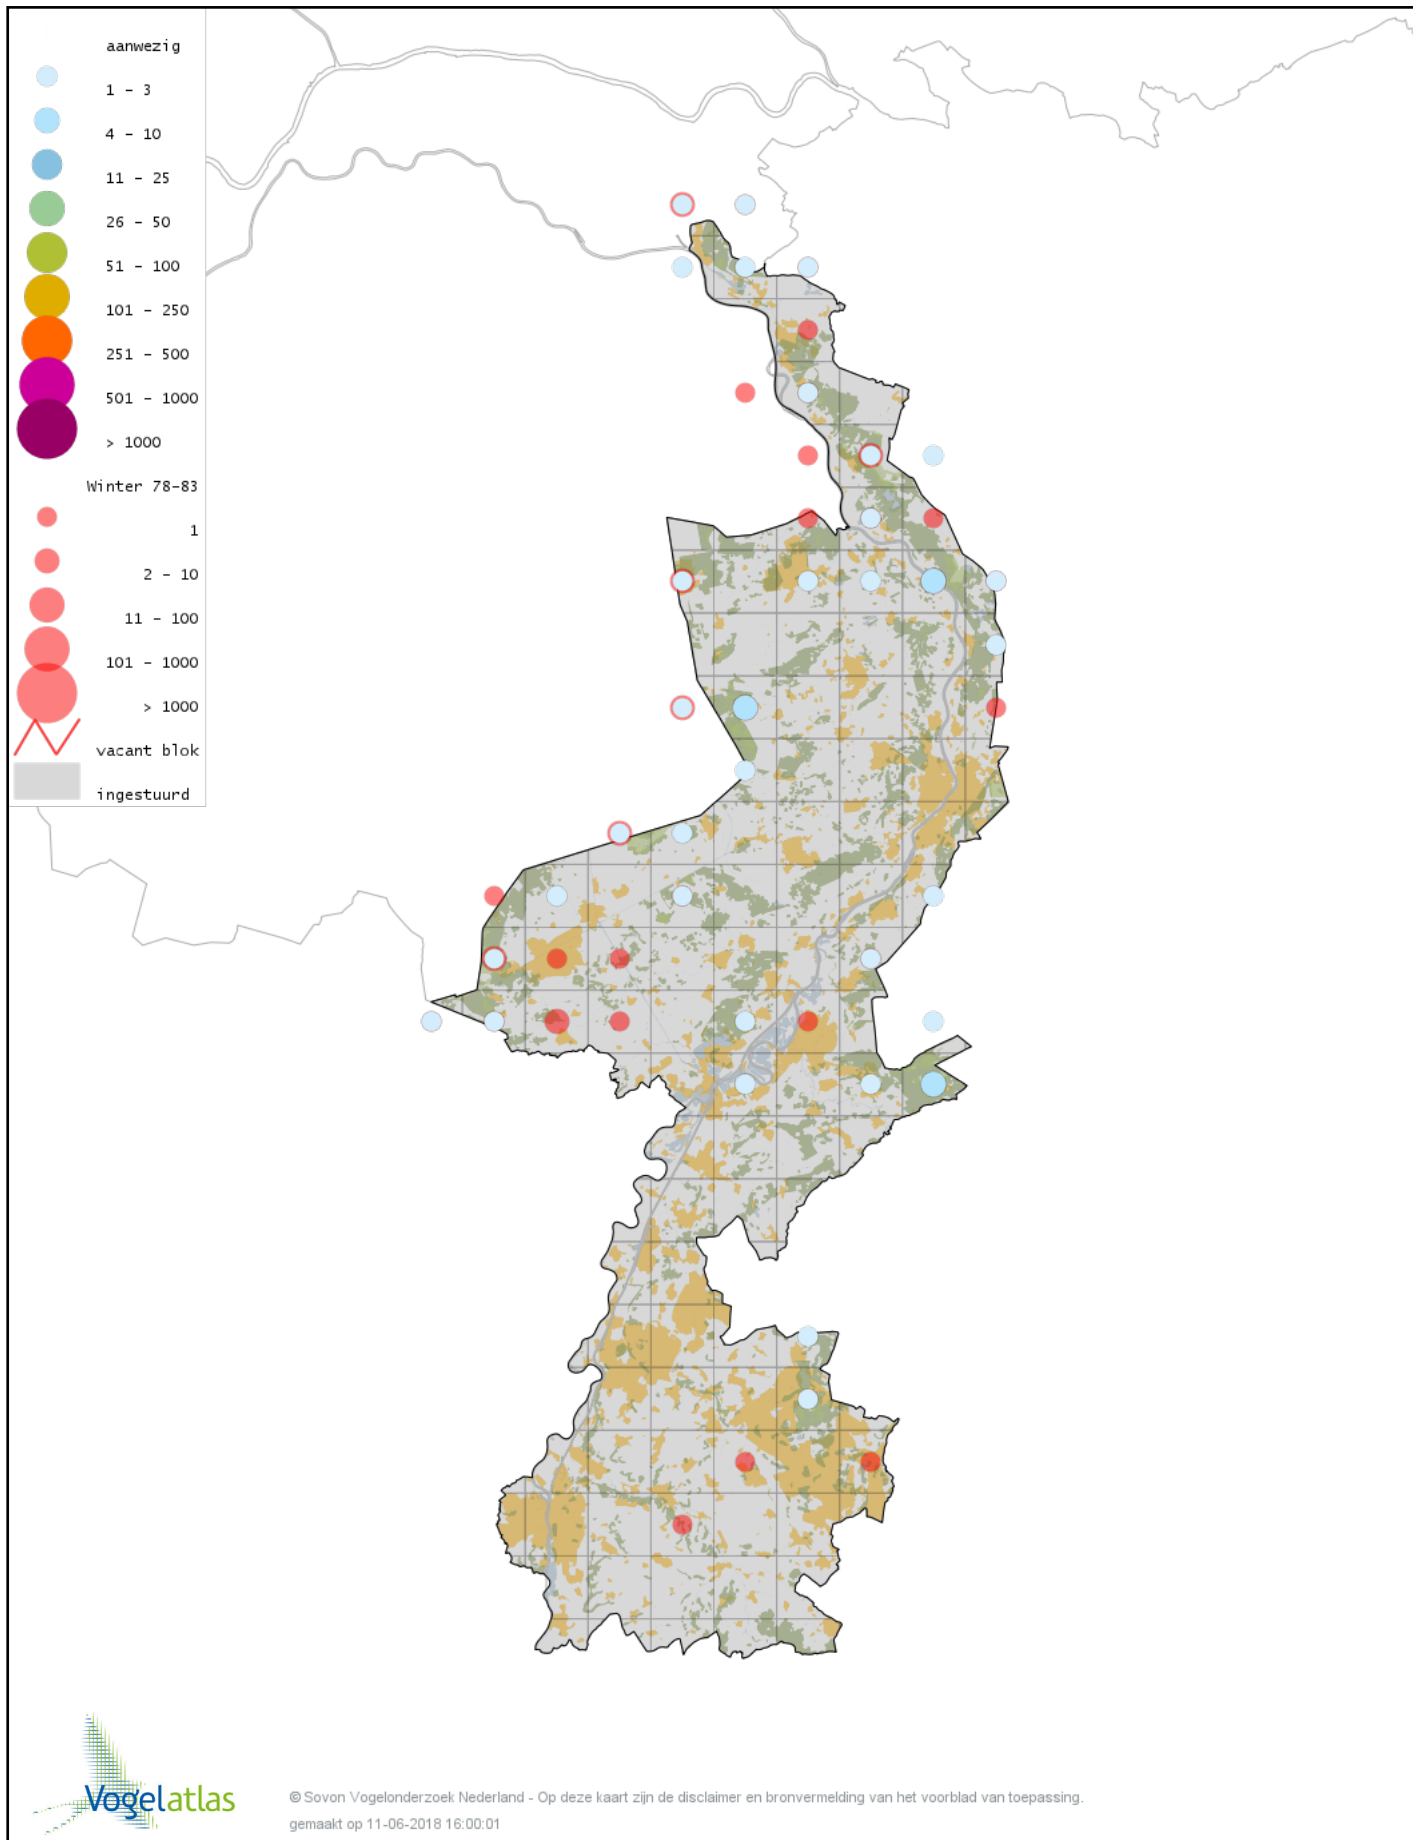 aanwezig
1 - 3
4 - 10
11 - 25
26 - 50
51 - 100
101 - 250
251 - 500
501 - 1000
> 1000
Winter 78-83
1
2 - 10
11 - 100
101 - 1000
> 1000
vacant blok
ingestuurd
Vogelatlas
© Sovon Vogelonderzoek Nederland - Op deze kaart zijn de disclaimer en bronvermelding van het voorblad van toepassing.
gemaakt op 11-06-2018 16:00:01